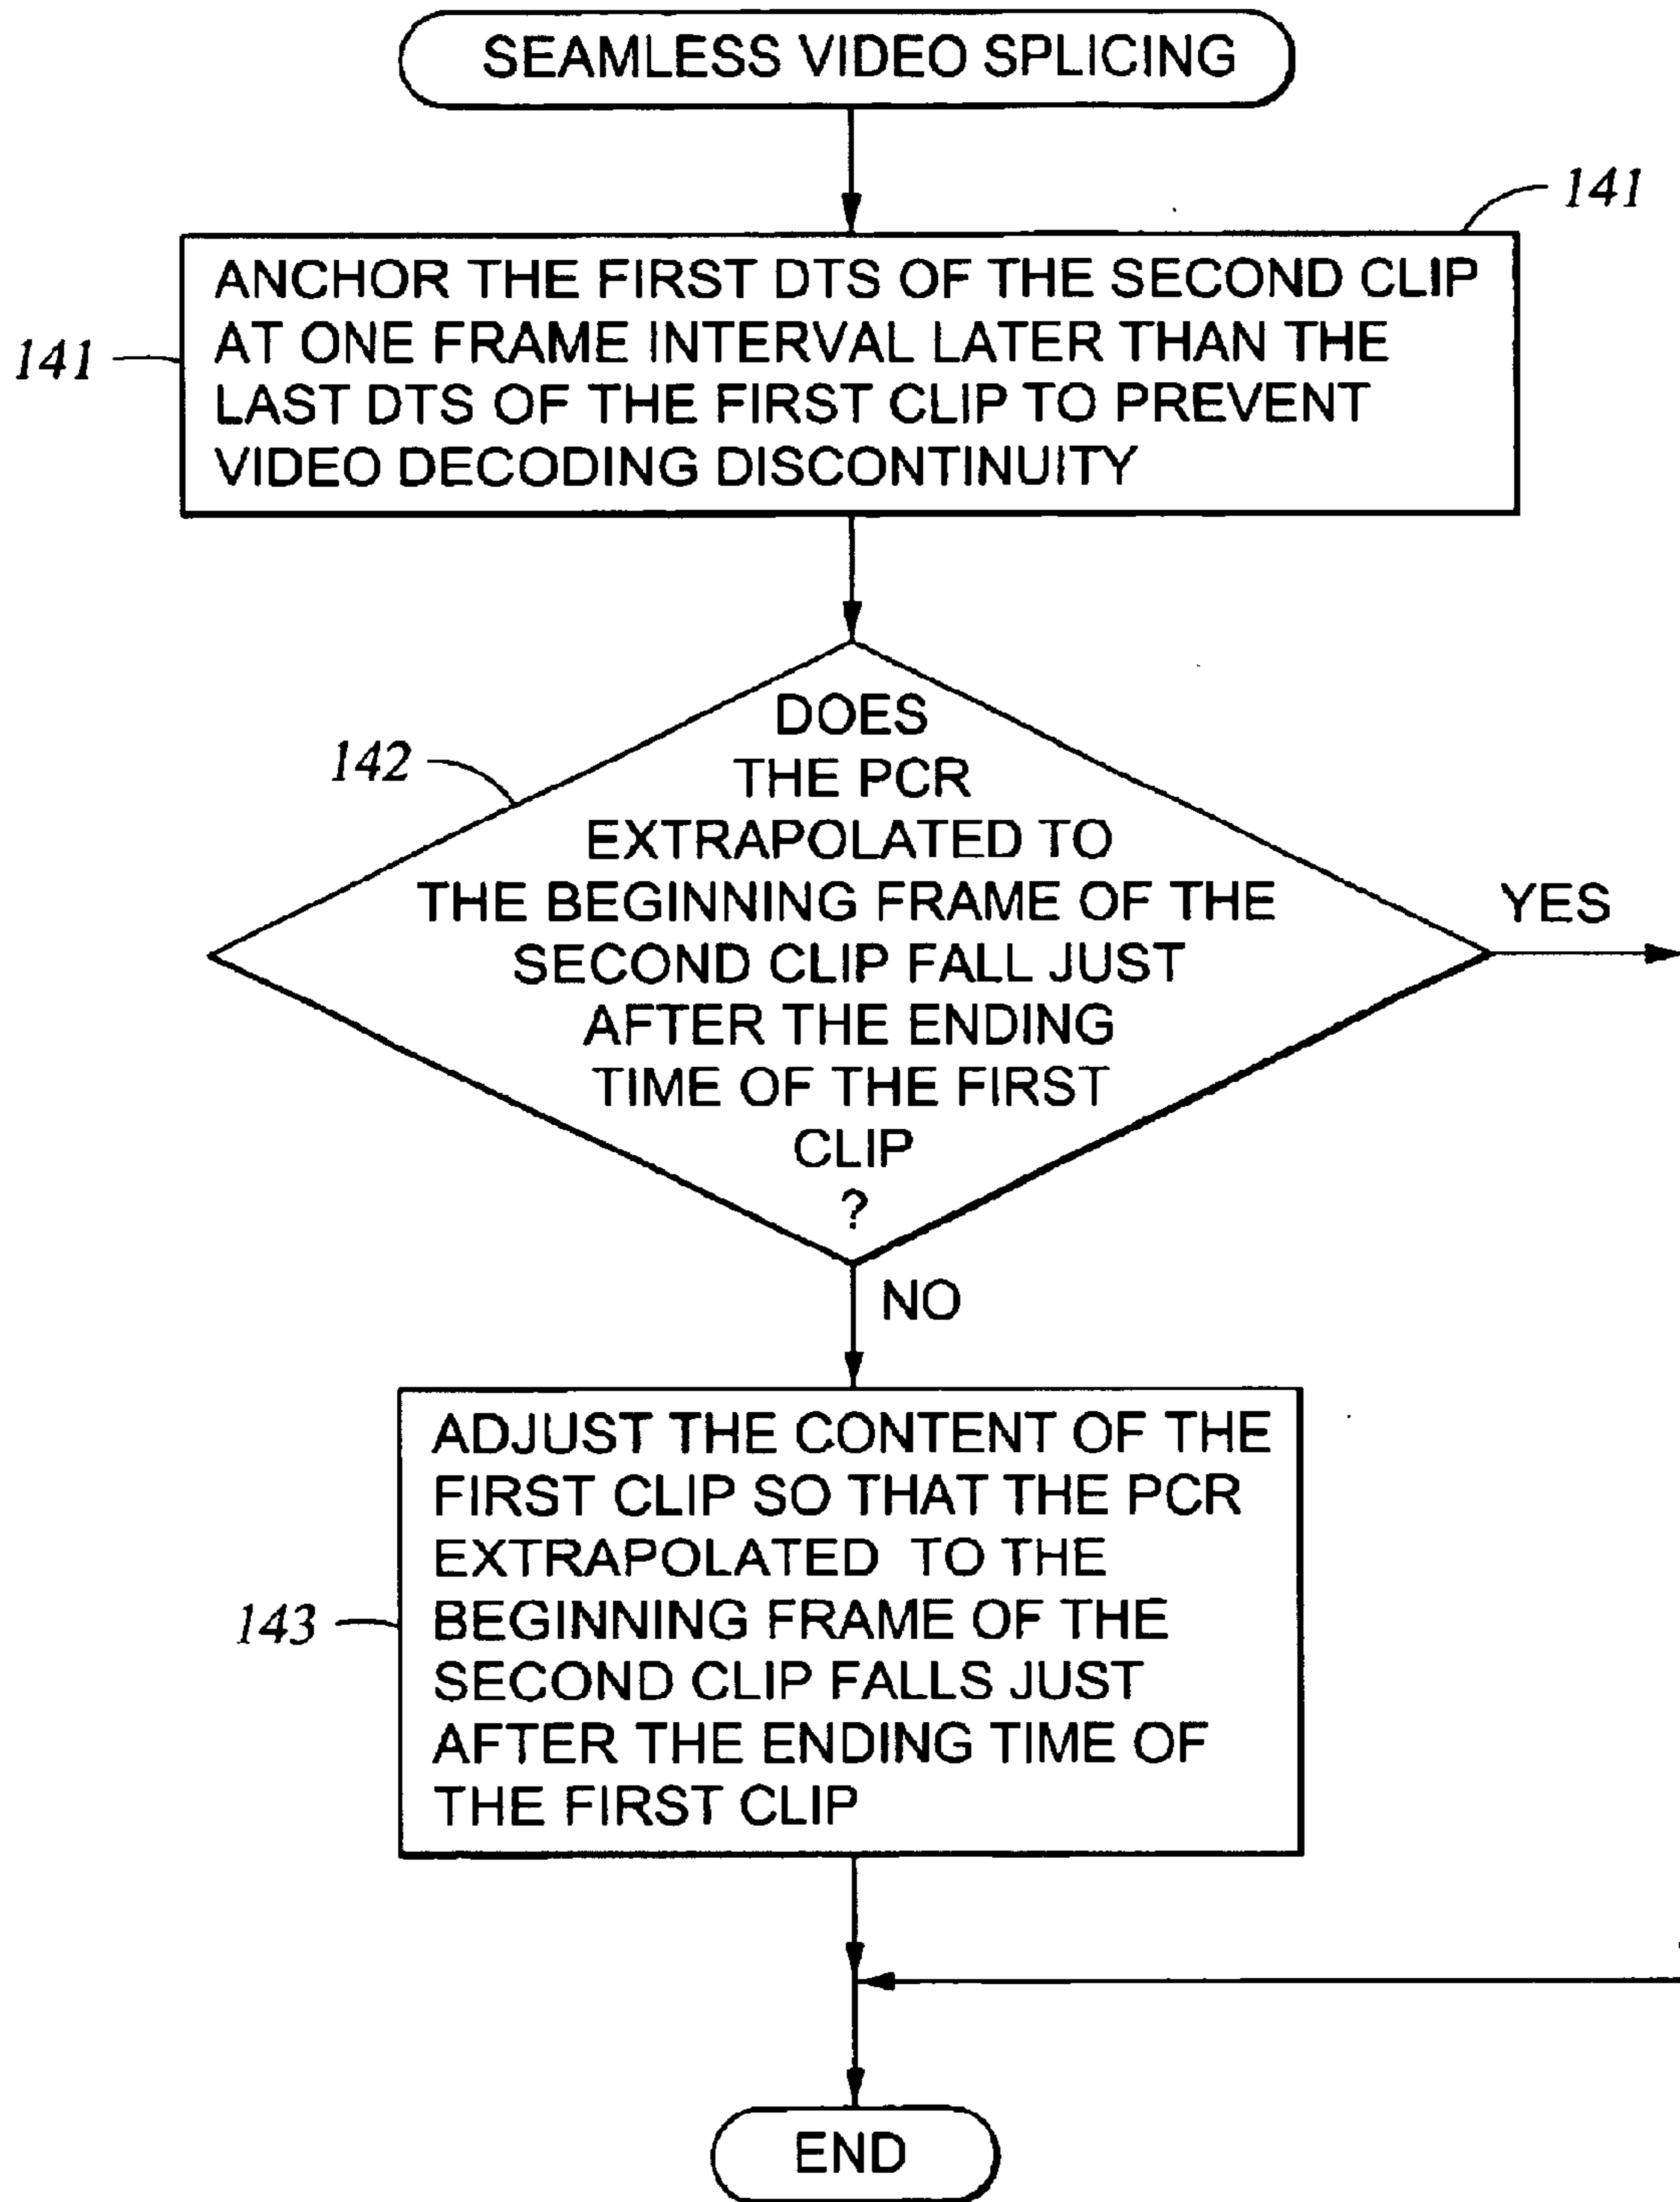 SEAMLESS VIDEO SPLICING
141
ANCHOR THE FIRST DTS OF THE SECOND CLIP
141
AT ONE FRAME INTERVAL LATER THAN THE
LAST DTS OF THE FIRST CLIP TO PREVENT
VIDEO DECODING DISCONTINUITY
142
DOES
THE PCR
EXTRAPOLATED TO
THE BEGINNING FRAME OF THE
SECOND CLIP FALL JUST
AFTER THE ENDING
TIME OF THE FIRST
CLIP
?
YES
NO
143
ADJUST THE CONTENT OF THE
FIRST CLIP SO THAT THE PCR
EXTRAPOLATED TO THE
BEGINNING FRAME OF THE
SECOND CLIP FALLS JUST
AFTER THE ENDING TIME OF
THE FIRST CLIP
END